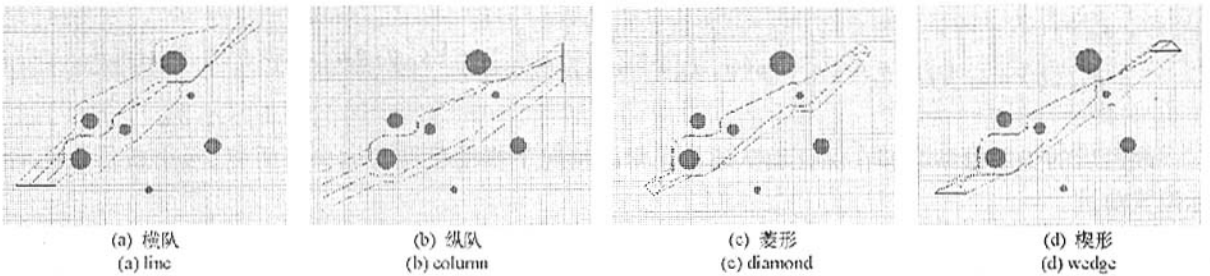 (a) 横队
(a) line
(b) 纵队
(b) column
(c) 菱形
(c) diamond
(d) 楔形
(d) wedge